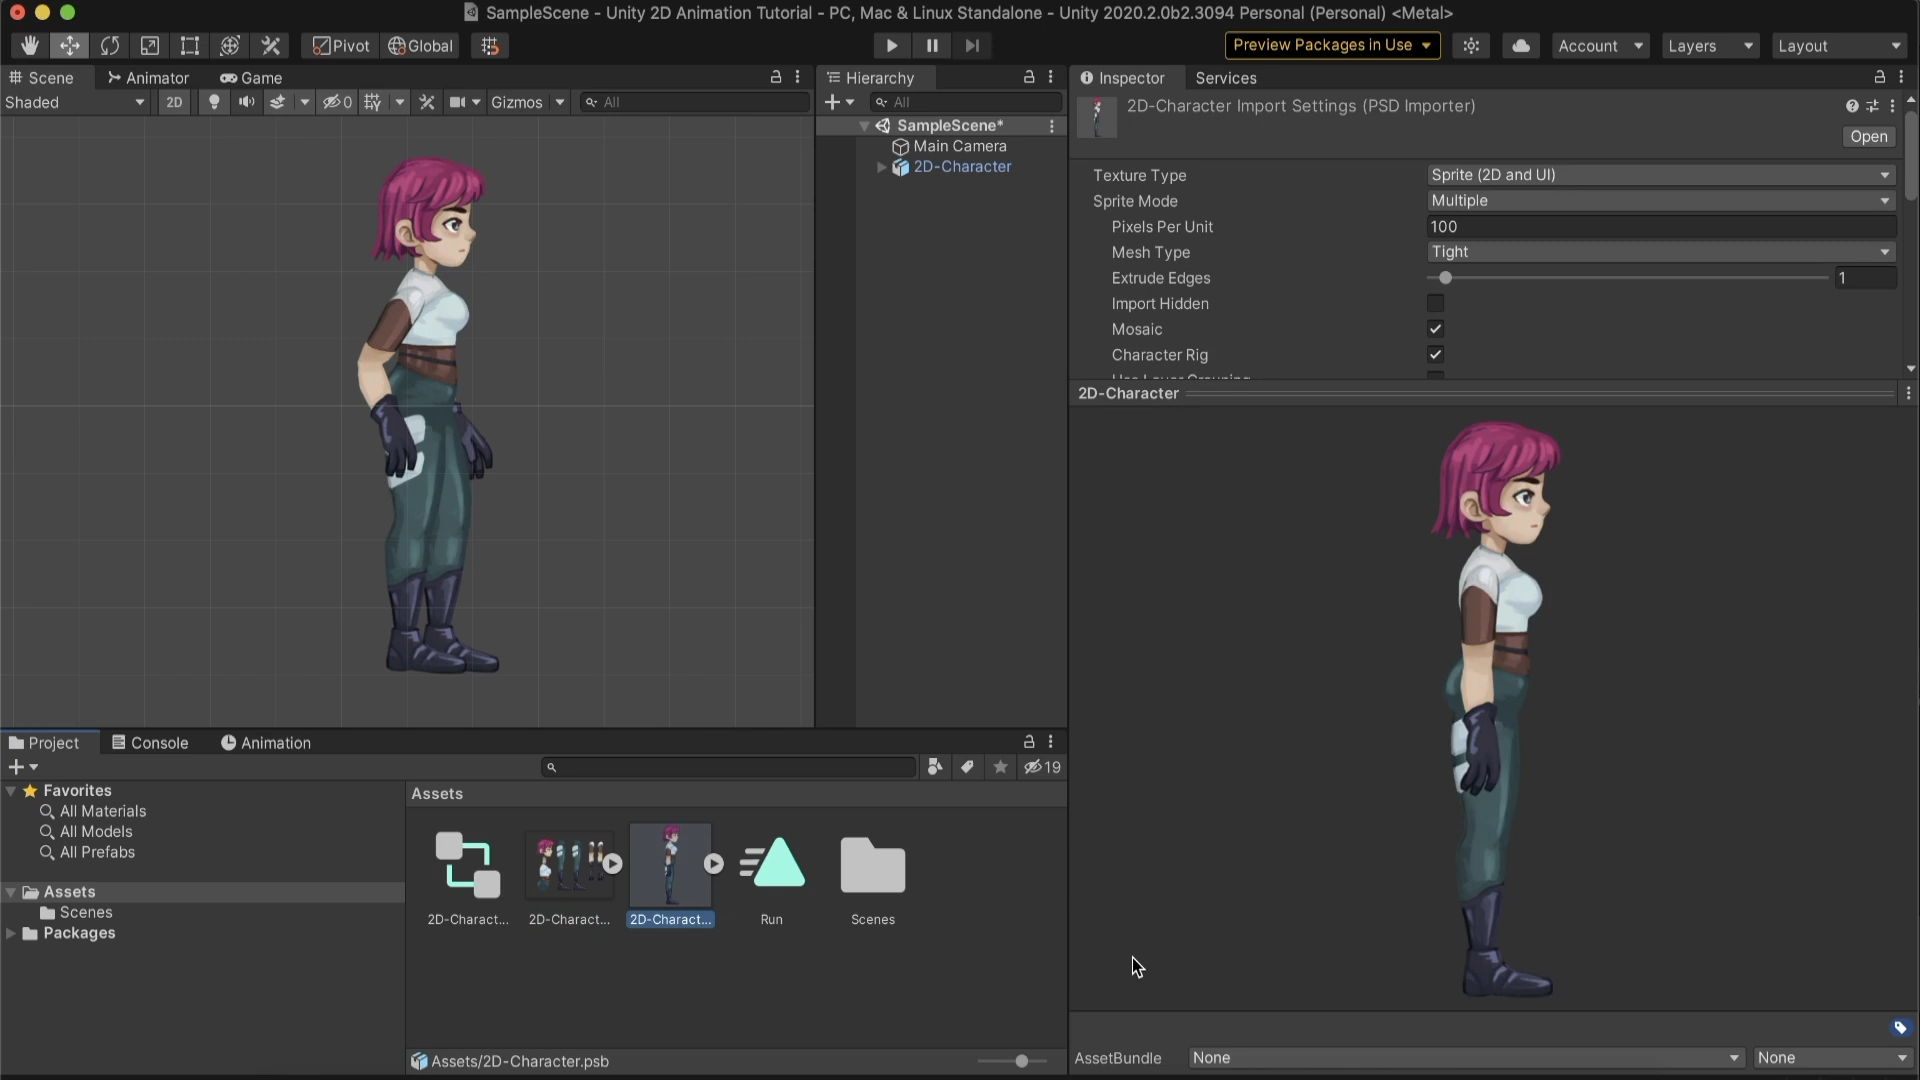 SampleScene - Unity 2D Animation Tutorial - PC, Mac & Linux Standalone - Unity 2020.2.0b2.3094 Personal (Personal) <Metal>
Pivot Global Preview Packages in Use Account Layers Layout
Scene Animator Game
Shaded 2D 0 Gizmos All
Hierarchy
All
SampleScene*
Main Camera
2D-Character
Inspector Services
2D-Character Import Settings (PSD Importer)
Open
Texture Type Sprite (2D and UI)
Sprite Mode Multiple
Pixels Per Unit 100
Mesh Type Tight
Extrude Edges 1
Import Hidden
Mosaic
Character Rig
Use Layer Grouping
2D-Character
Project Console Animation
19
Favorites
All Materials
All Models
All Prefabs
Assets
Scenes
Packages
Assets
2D-Charact... 2D-Charact... 2D-Charact... Run Scenes
Assets/2D-Character.psb
AssetBundle None None